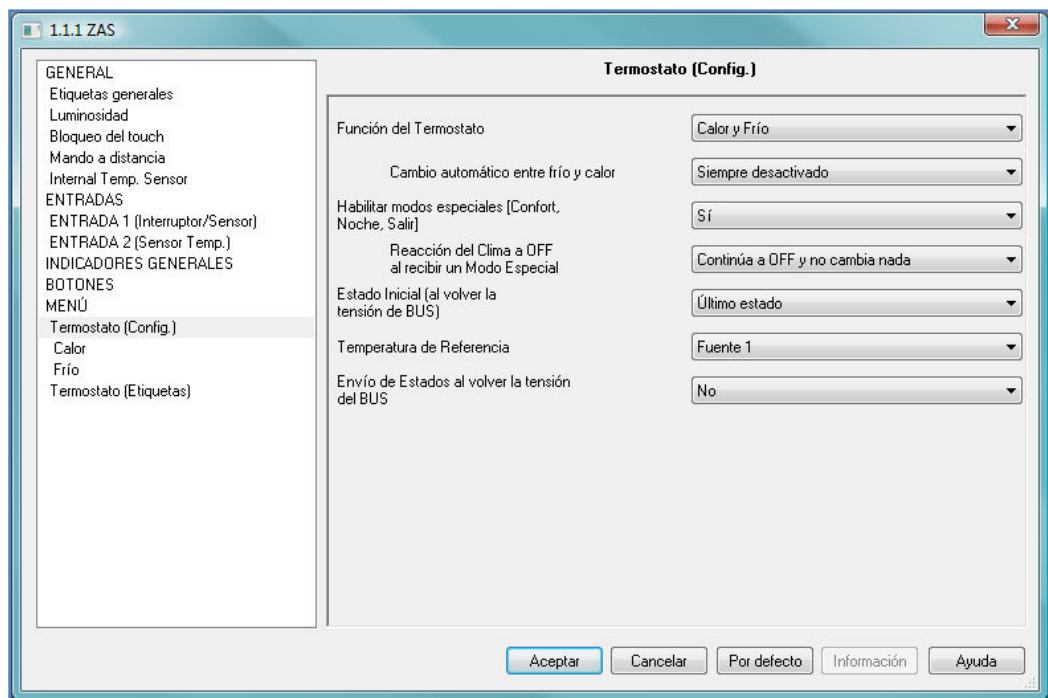 1.1.1 ZAS
GENERAL
Etiquetas generales
Luminosidad
Bloqueo del touch
Mando a distancia
Internal Temp. Sensor
ENTRADAS
ENTRADA 1 (Interruptor/Sensor)
ENTRADA 2 (Sensor Temp.)
INDICADORES GENERALES
BOTONES
MENÚ
Termostato (Config.)
Calor
Frío
Termostato (Etiquetas)
Termostato (Config.)
Función del Termostato
Calor y Frío
Cambio automático entre frío y calor
Siempre desactivado
Habilitar modos especiales [Confort,
Noche, Salir]
Sí
Reacción del Clima a OFF
al recibir un Modo Especial
Continúa a OFF y no cambia nada
Estado Inicial (al volver la
tensión de BUS)
Último estado
Temperatura de Referencia
Fuente 1
Envío de Estados al volver la tensión
del BUS
No
Aceptar
Cancelar
Por defecto
Información
Ayuda